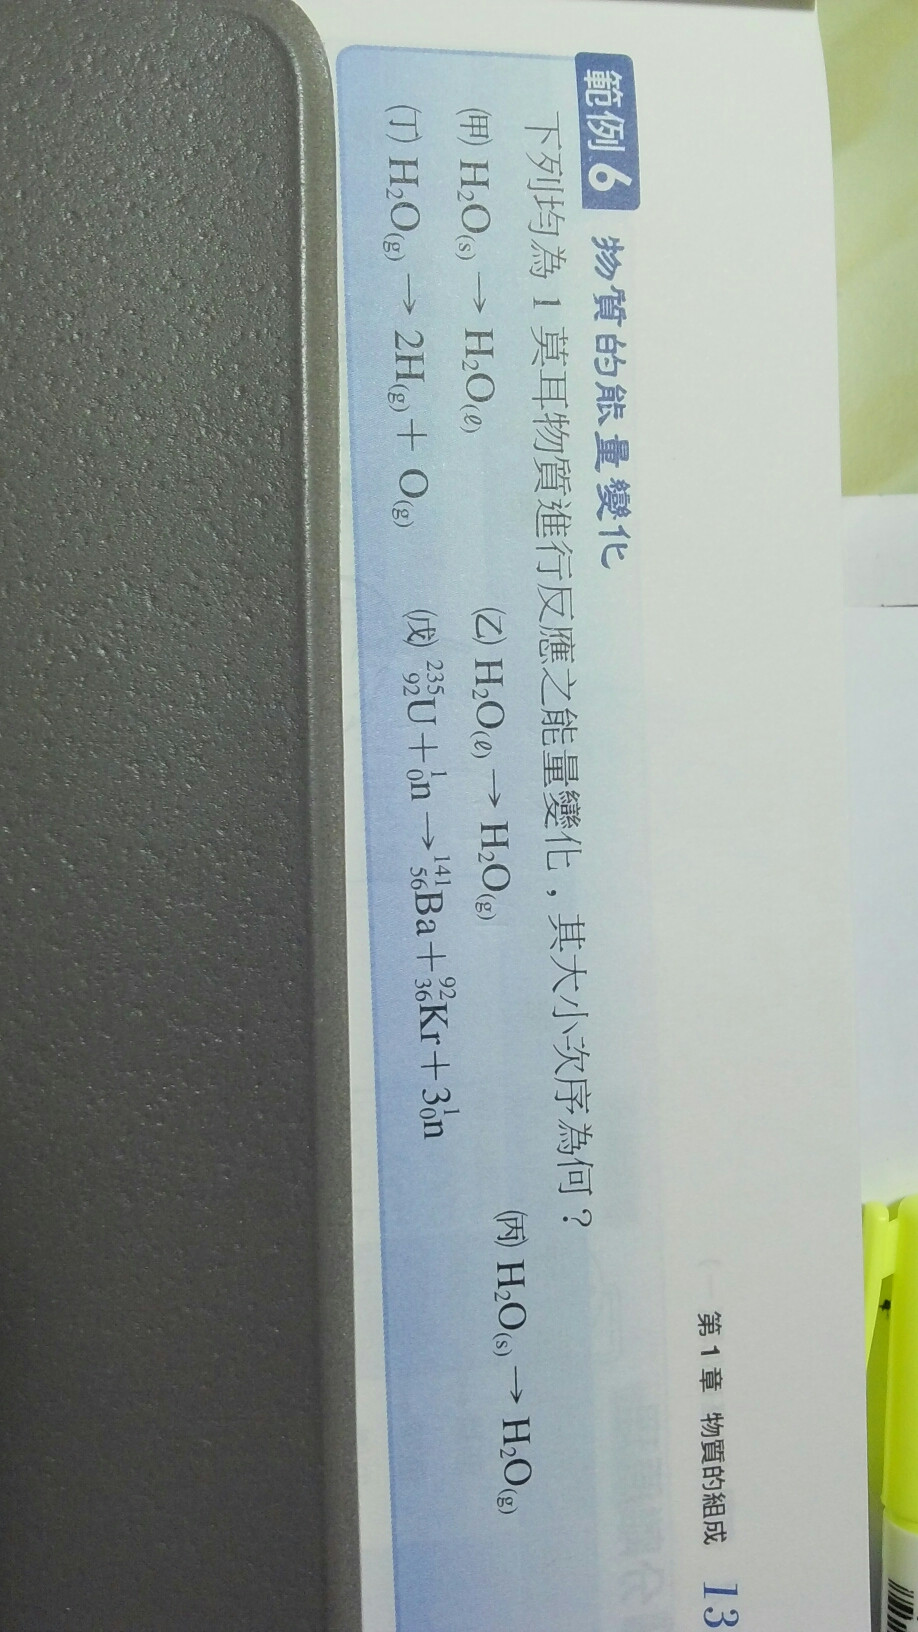 第1章 物質的組成 13
範例6 物質的能量變化
下列均為1莫耳物質進行反應之能量變化，其大小次序為何？
(甲) H₂O₍s₎→H₂O₍ℓ₎ (乙) H₂O₍ℓ₎→H₂O₍g₎ (丙) H₂O₍s₎→H₂O₍g₎
(丁) H₂O₍g₎→2H₍g₎+O₍g₎ (戊) ²³⁵₉₂U+¹₀n→¹⁴¹₅₆Ba+⁹²₃₆Kr+3¹₀n